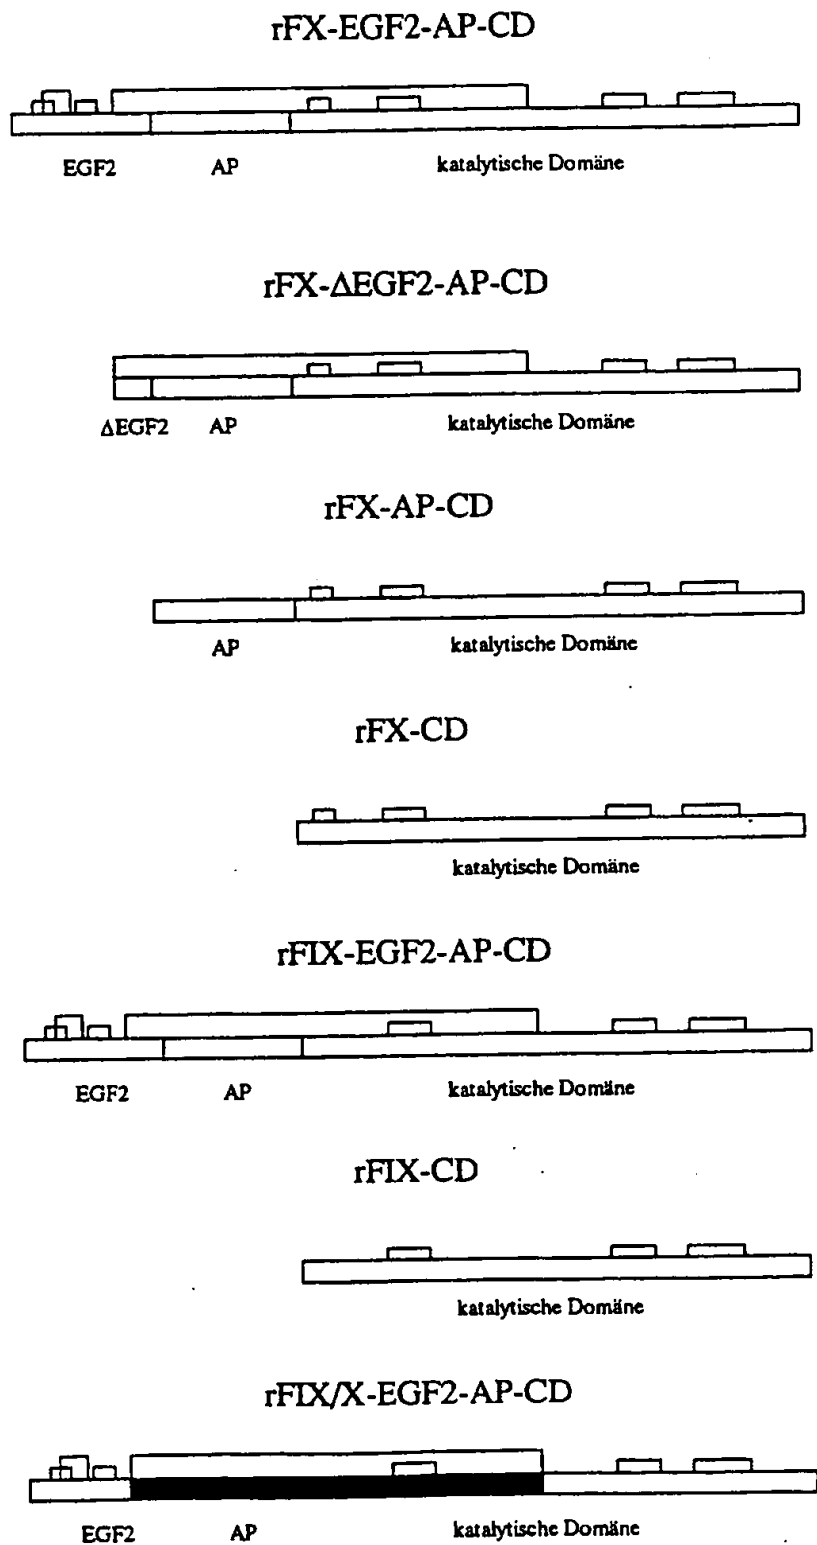 rFX-EGF2-AP-CD
EGF2 AP katalytische Domäne
rFX-ΔEGF2-AP-CD
ΔEGF2 AP katalytische Domäne
rFX-AP-CD
AP katalytische Domäne
rFX-CD
katalytische Domäne
rFIX-EGF2-AP-CD
EGF2 AP katalytische Domäne
rFIX-CD
katalytische Domäne
rFIX/X-EGF2-AP-CD
EGF2 AP katalytische Domäne